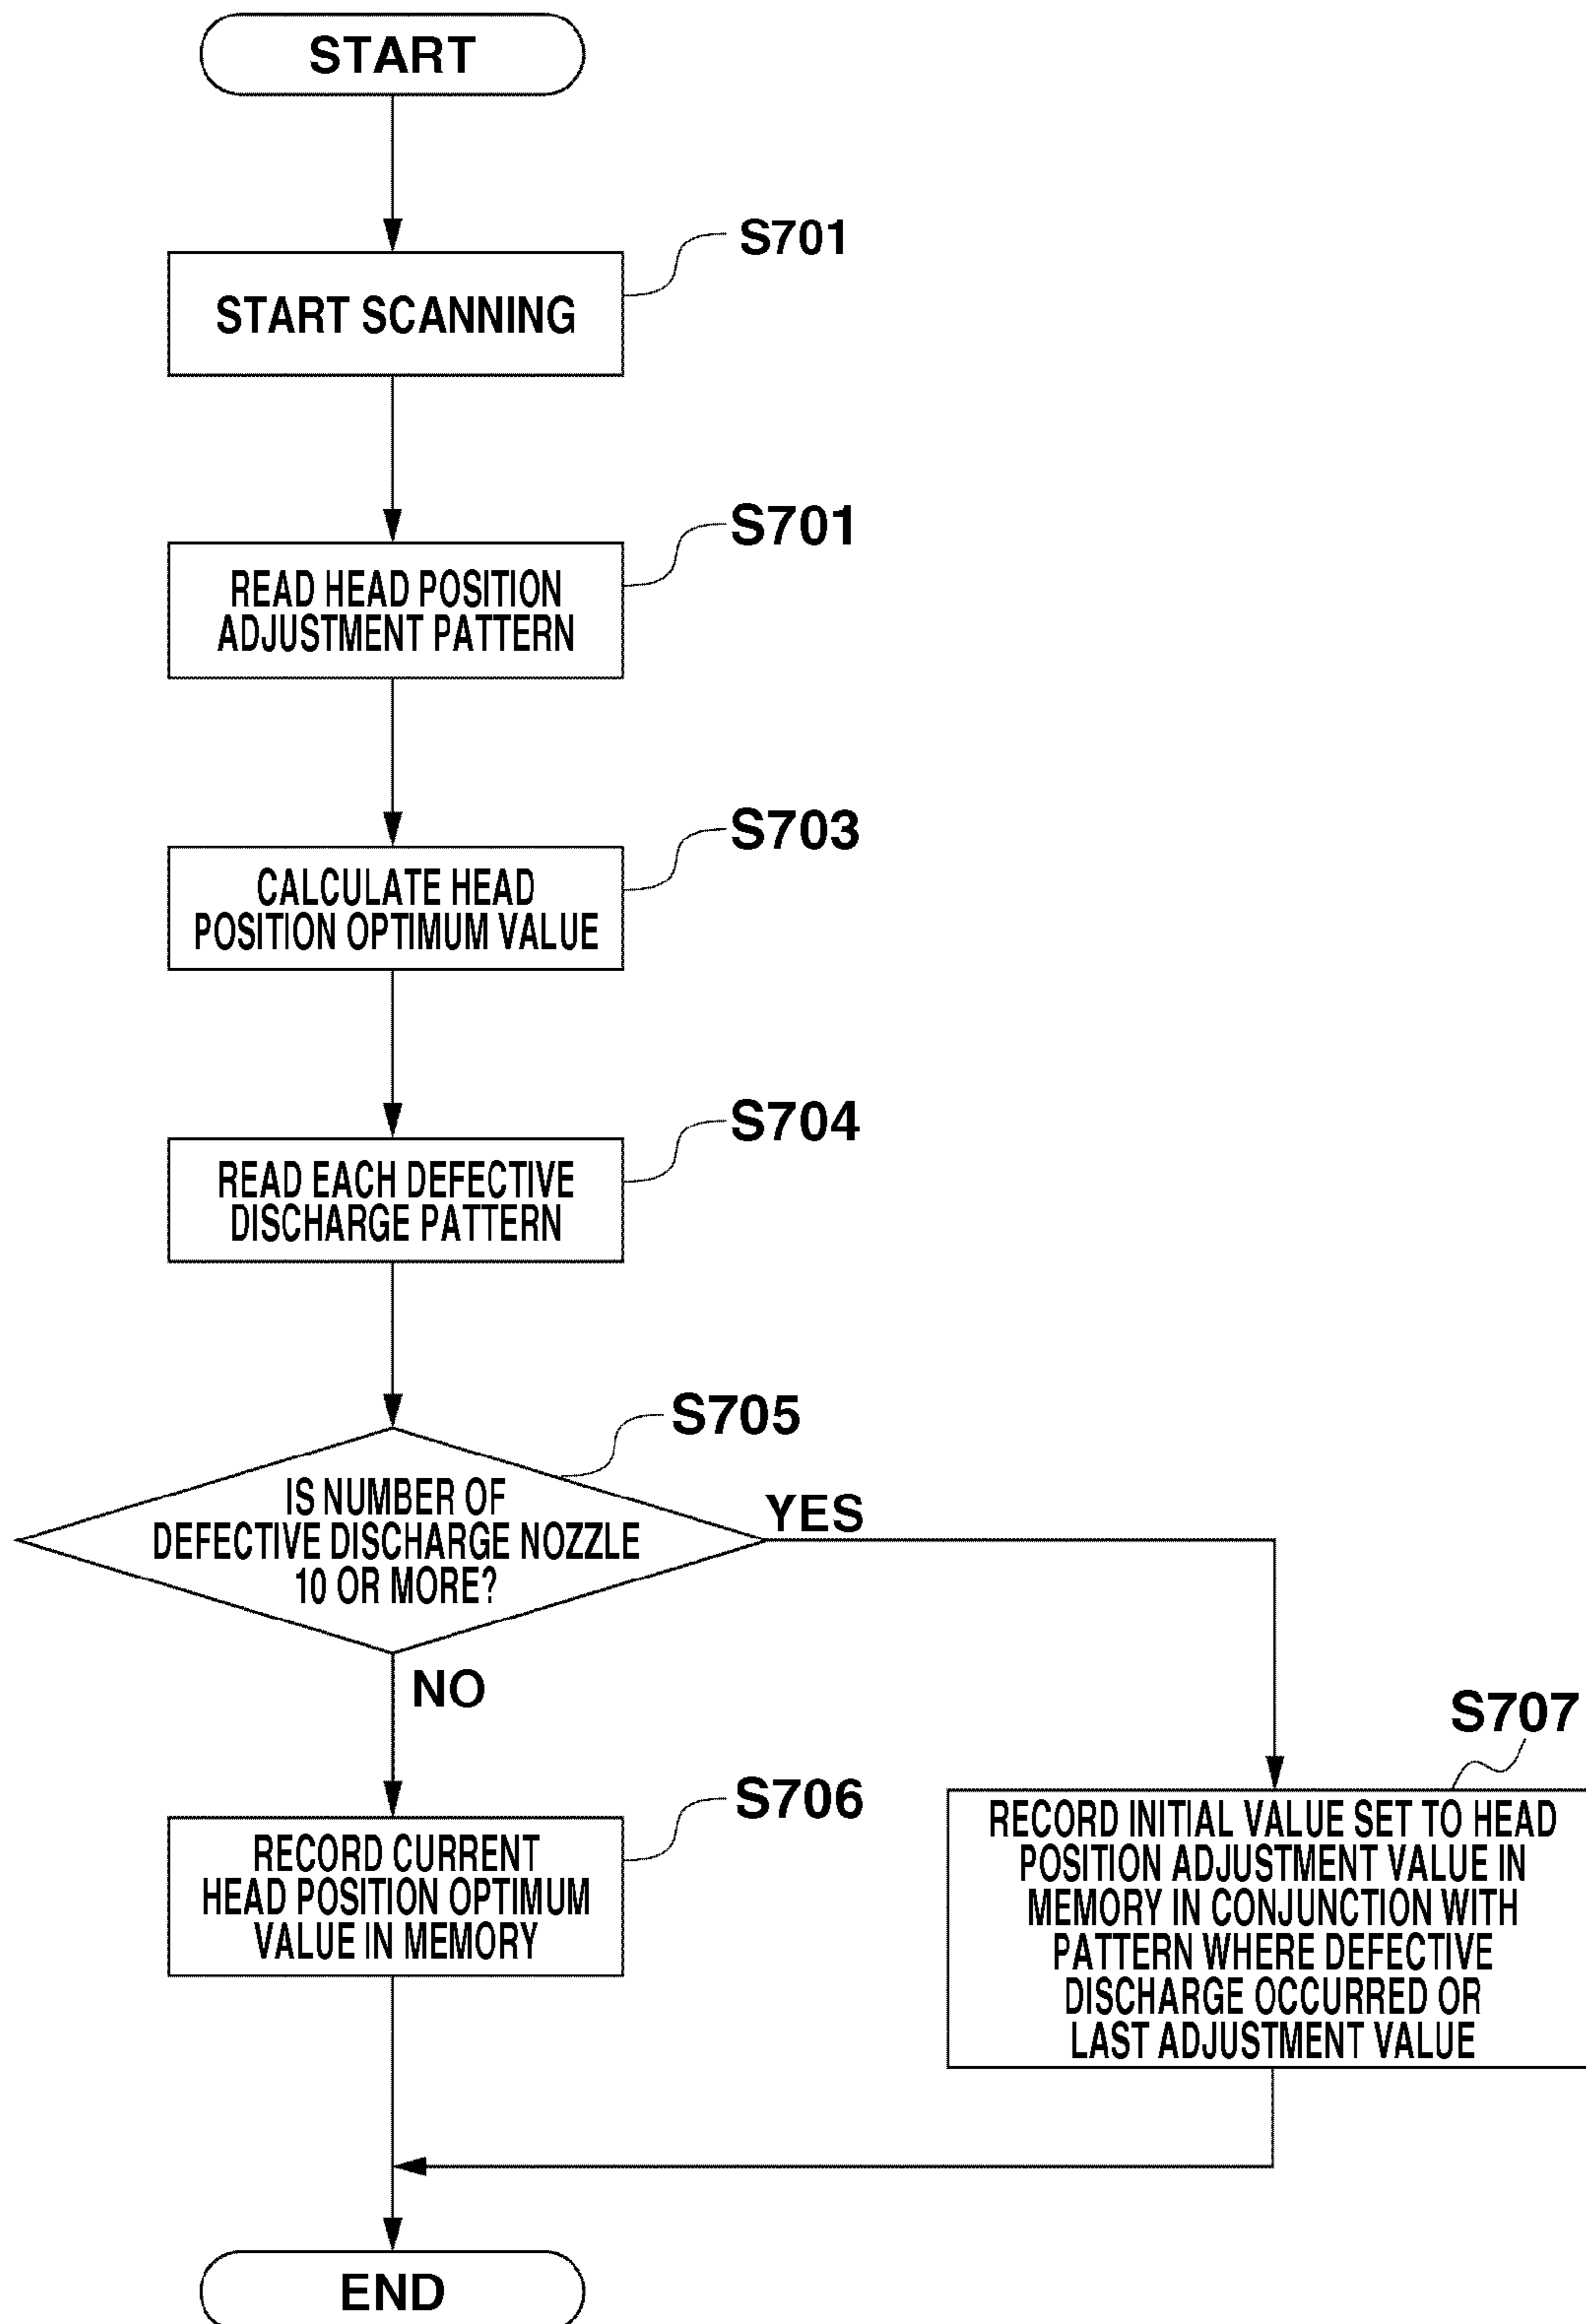 START
S701
START SCANNING
S701
READ HEAD POSITION
ADJUSTMENT PATTERN
S703
CALCULATE HEAD
POSITION OPTIMUM VALUE
S704
READ EACH DEFECTIVE
DISCHARGE PATTERN
S705
IS NUMBER OF
DEFECTIVE DISCHARGE NOZZLE
10 OR MORE?
YES
NO
S706
RECORD CURRENT
HEAD POSITION OPTIMUM
VALUE IN MEMORY
S707
RECORD INITIAL VALUE SET TO HEAD
POSITION ADJUSTMENT VALUE IN
MEMORY IN CONJUNCTION WITH
PATTERN WHERE DEFECTIVE
DISCHARGE OCCURRED OR
LAST ADJUSTMENT VALUE
END